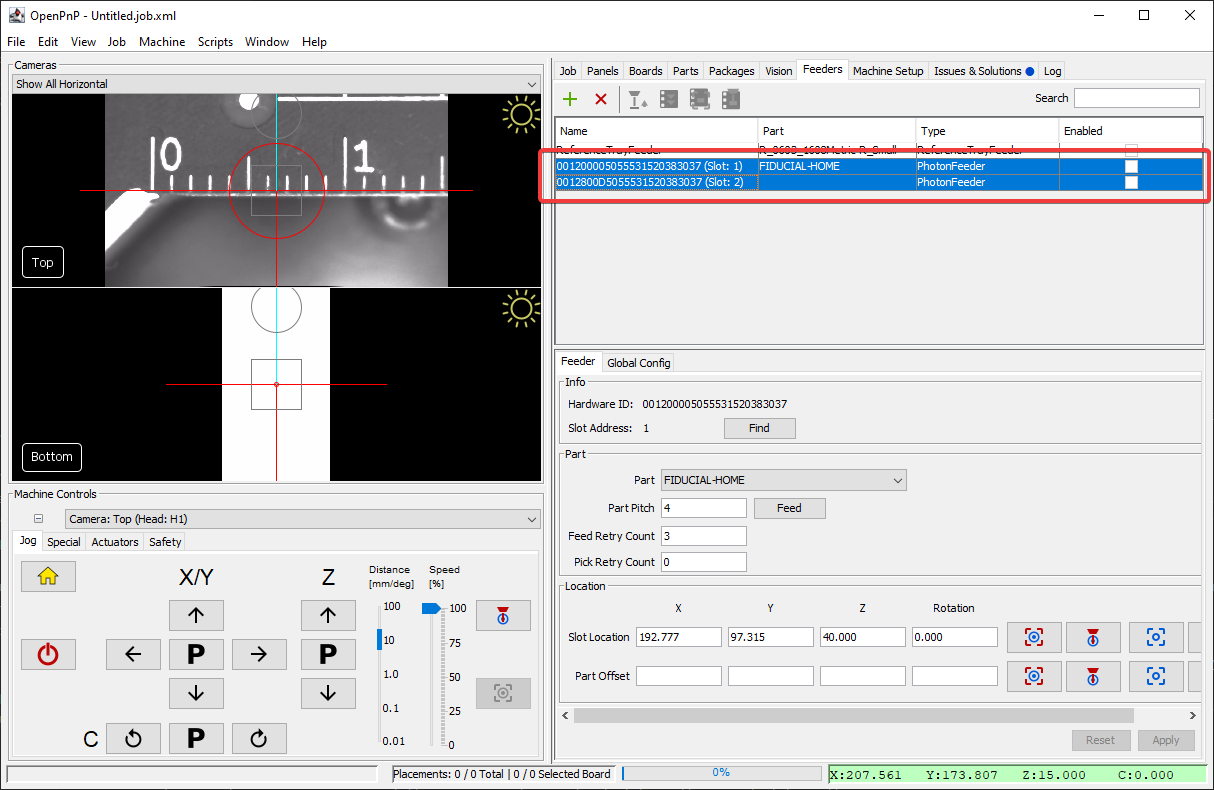 OpenPnP - Untitled.job.xml
File Edit View Job Machine Scripts Window Help
Cameras
Show All Horizontal
0 1
Top
Bottom
Machine Controls
Camera: Top (Head: H1)
Jog Special Actuators Safety
X/Y Z Distance [mm/deg] Speed [%]
100
10
1.0
0.1
0.01
100
75
50
25
0
P P
C P
Job Panels Boards Parts Packages Vision Feeders Machine Setup Issues & Solutions Log
Search
Name Part Type Enabled
ReferenceTrayFeeder R_0603_1608Metric-R_Small ReferenceTrayFeeder
001200005055531520383037 (Slot: 1) FIDUCIAL-HOME PhotonFeeder
0012800D5055531520383037 (Slot: 2) PhotonFeeder
Feeder Global Config
Info
Hardware ID: 001200005055531520383037
Slot Address: 1 Find
Part
Part FIDUCIAL-HOME
Part Pitch 4 Feed
Feed Retry Count 3
Pick Retry Count 0
Location
X Y Z Rotation
Slot Location 192.777 97.315 40.000 0.000
Part Offset
Reset Apply
Placements: 0 / 0 Total | 0 / 0 Selected Board 0% X:207.561 Y:173.807 Z:15.000 C:0.000